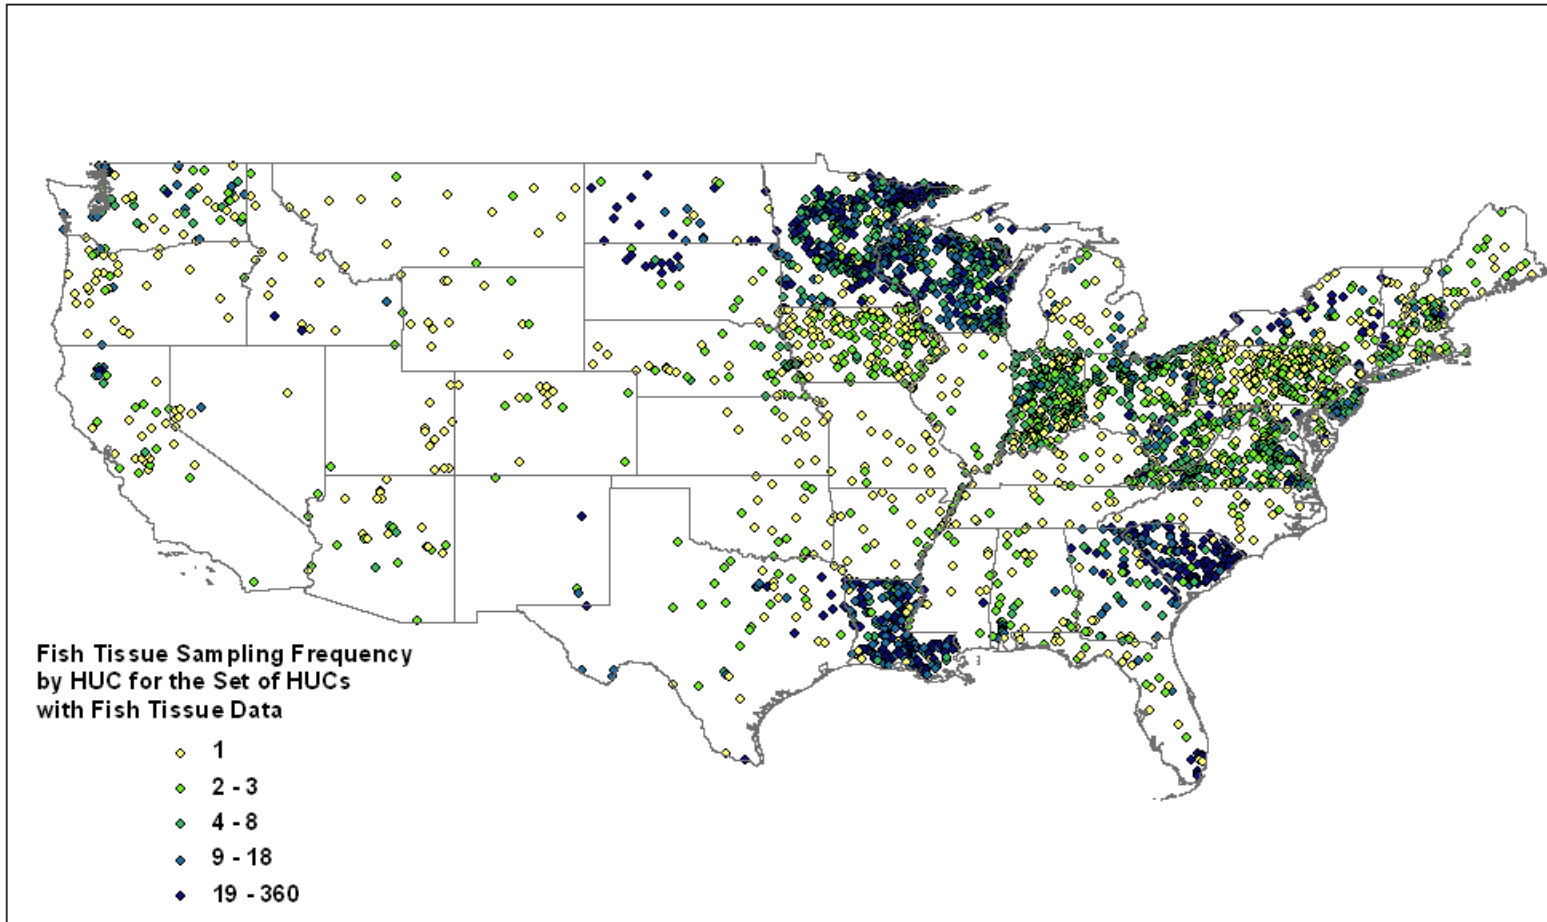 Fish Tissue Sampling Frequency
by HUC for the Set of HUCs
with Fish Tissue Data
1
2 - 3
4 - 8
9 - 18
19 - 360